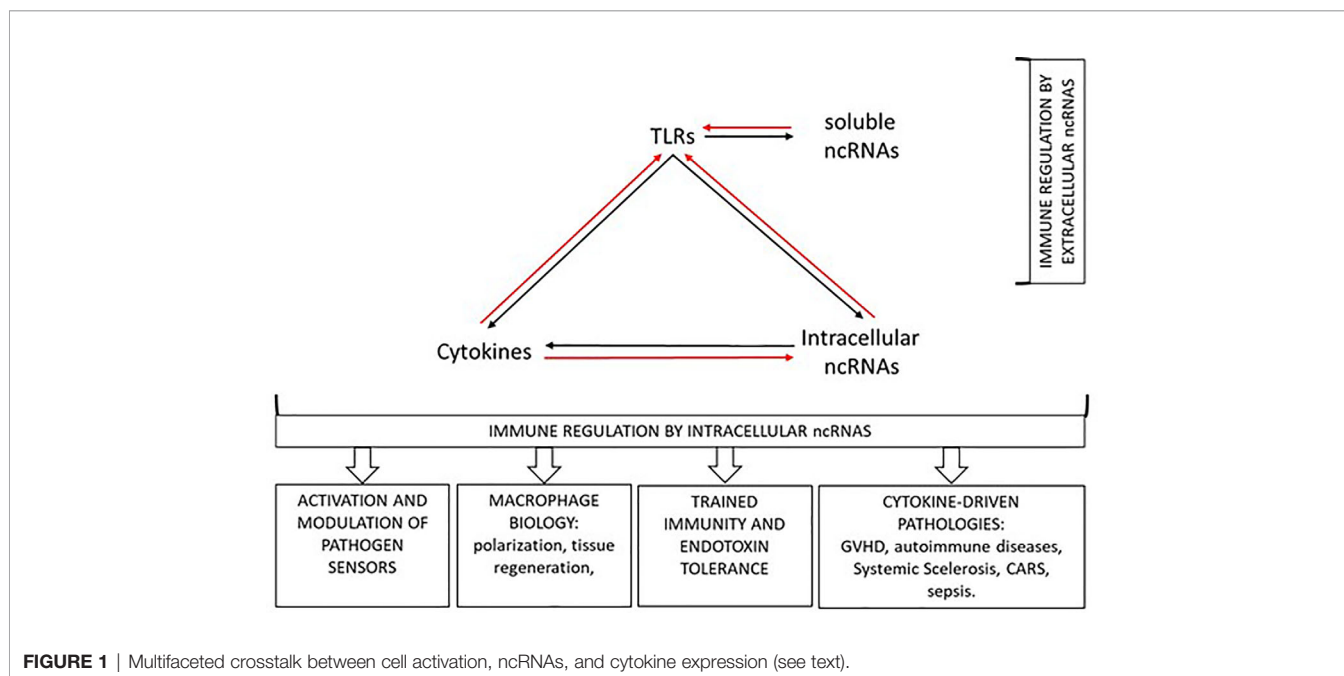 TLRs
soluble
ncRNAs
IMMUNE REGULATION BY
EXTRACELLULAR ncRNAS
Cytokines
Intracellular
ncRNAs
IMMUNE REGULATION BY INTRACELLULAR ncRNAS
ACTIVATION AND
MODULATION OF
PATHOGEN
SENSORS
MACROPHAGE
BIOLOGY:
polarization, tissue
regeneration,
TRAINED
IMMUNITY AND
ENDOTOXIN
TOLERANCE
CYTOKINE-DRIVEN
PATHOLOGIES:
GVHD, autoimmune diseases,
Systemic Scelerosis, CARS,
sepsis.
FIGURE 1 | Multifaceted crosstalk between cell activation, ncRNAs, and cytokine expression (see text).